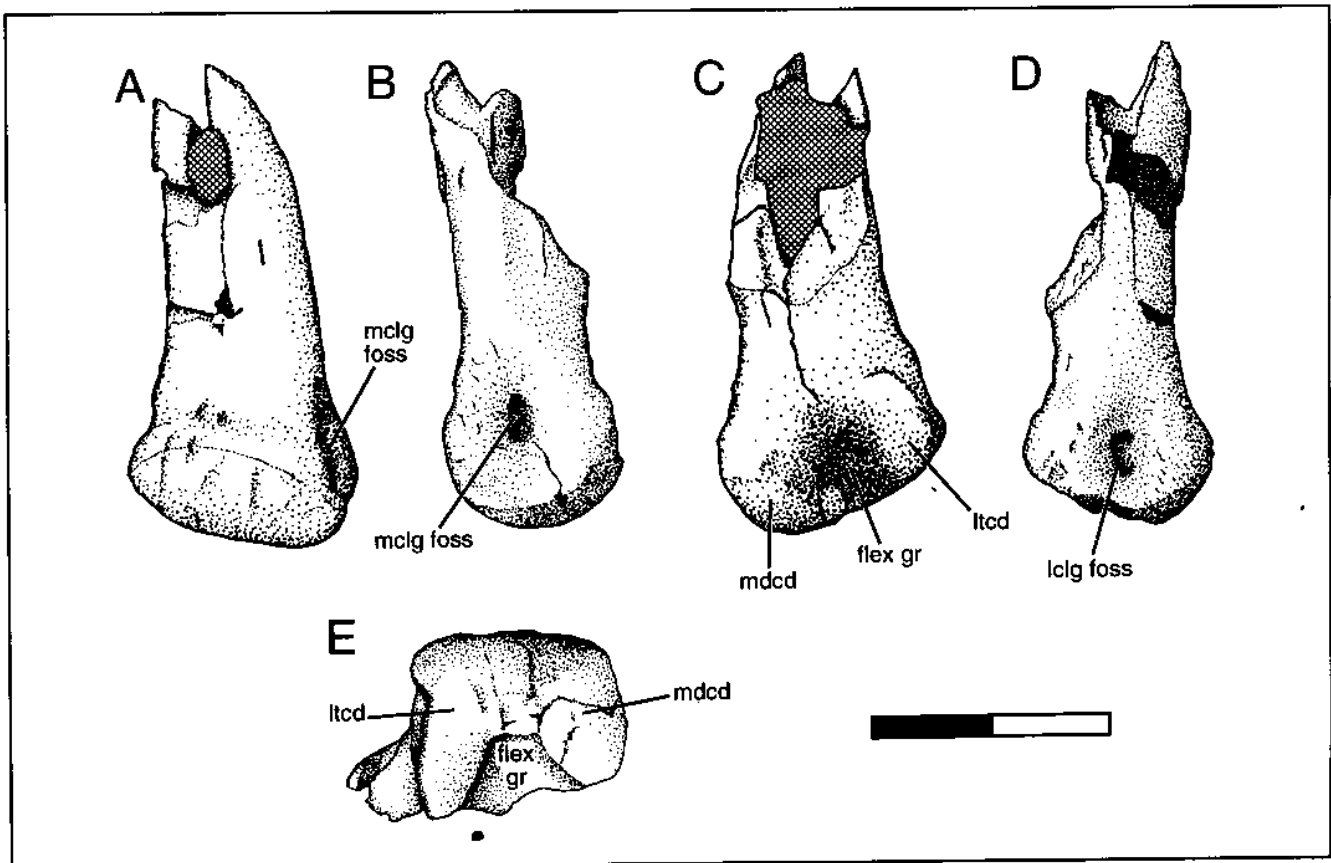 A
B
C
D
mclg
foss
mclg foss
mdcd
flex gr
ltcd
lclg foss
E
ltcd
mdcd
flex
gr